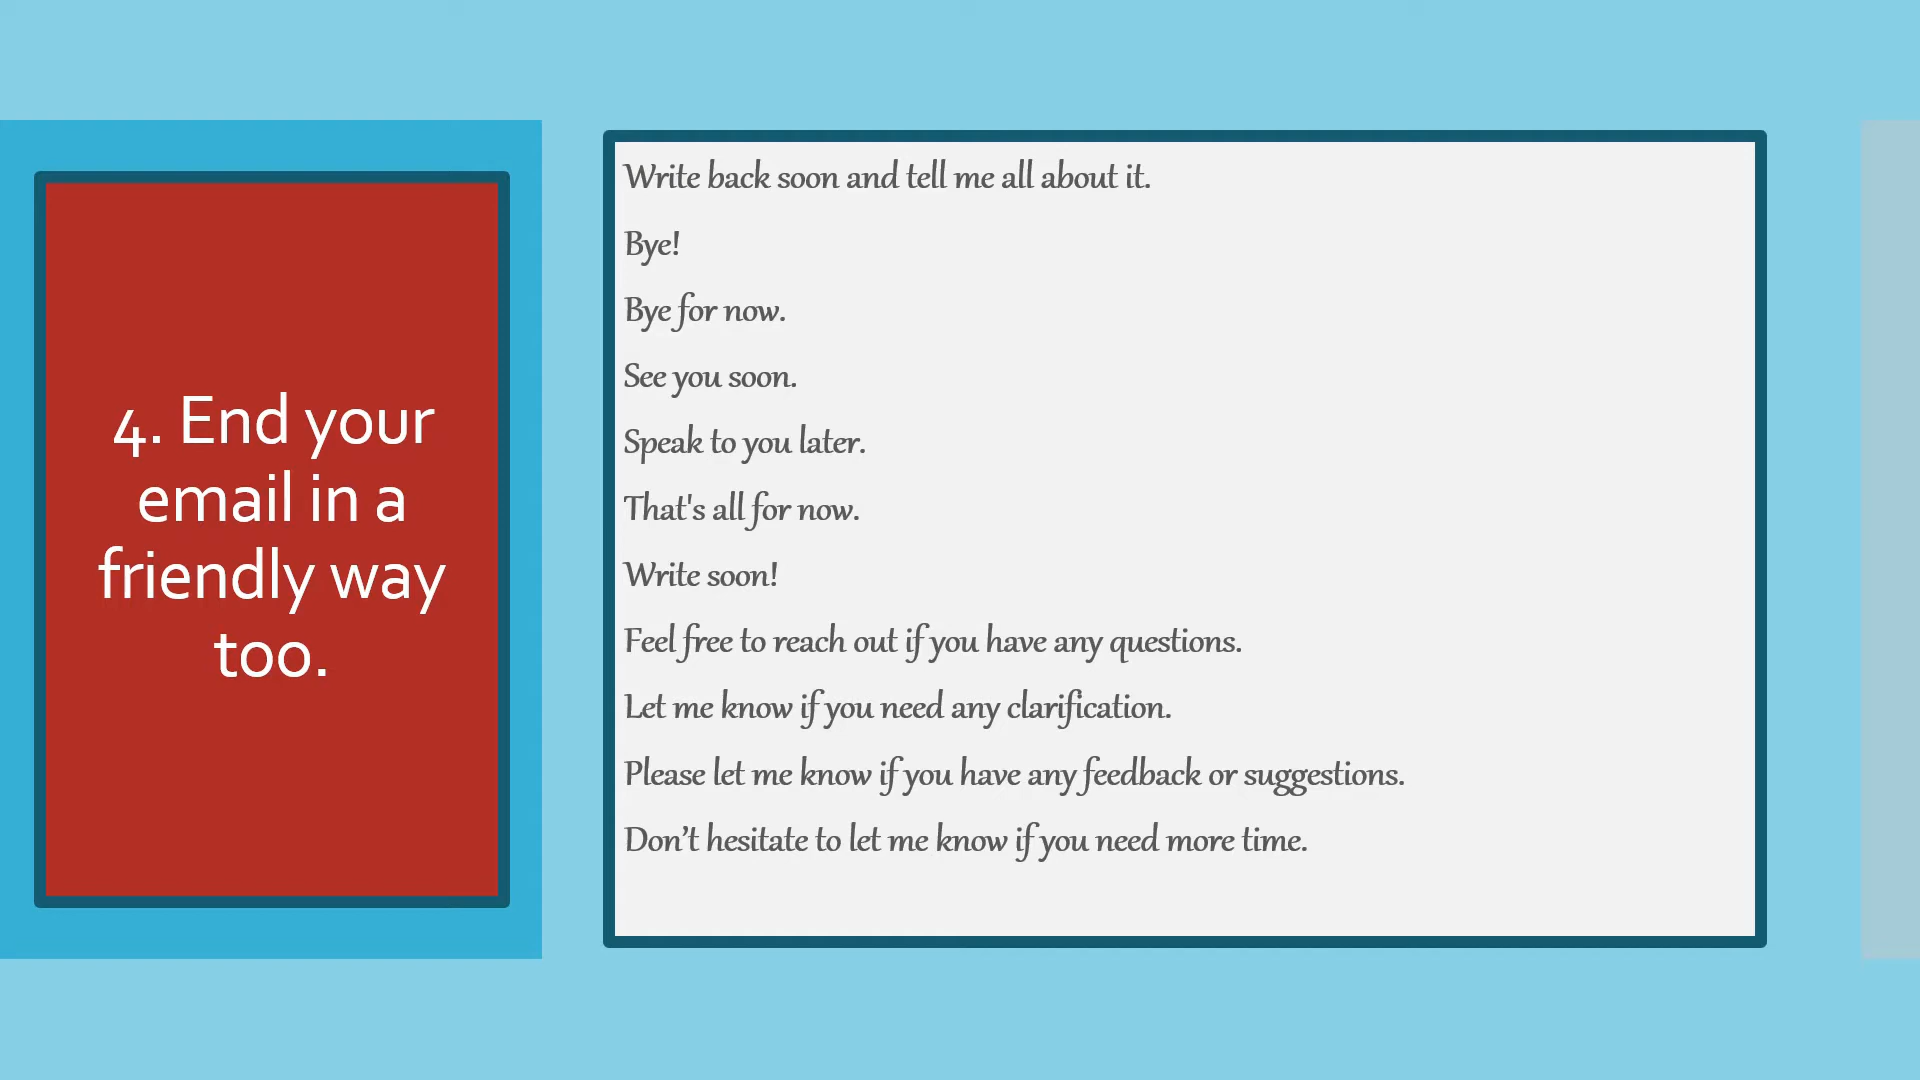 4. End your
email in a
friendly way
too.
Write back soon and tell me all about it.
Bye!
Bye for now.
See you soon.
Speak to you later.
That's all for now.
Write soon!
Feel free to reach out if you have any questions.
Let me know if you need any clarification.
Please let me know if you have any feedback or suggestions.
Don’t hesitate to let me know if you need more time.